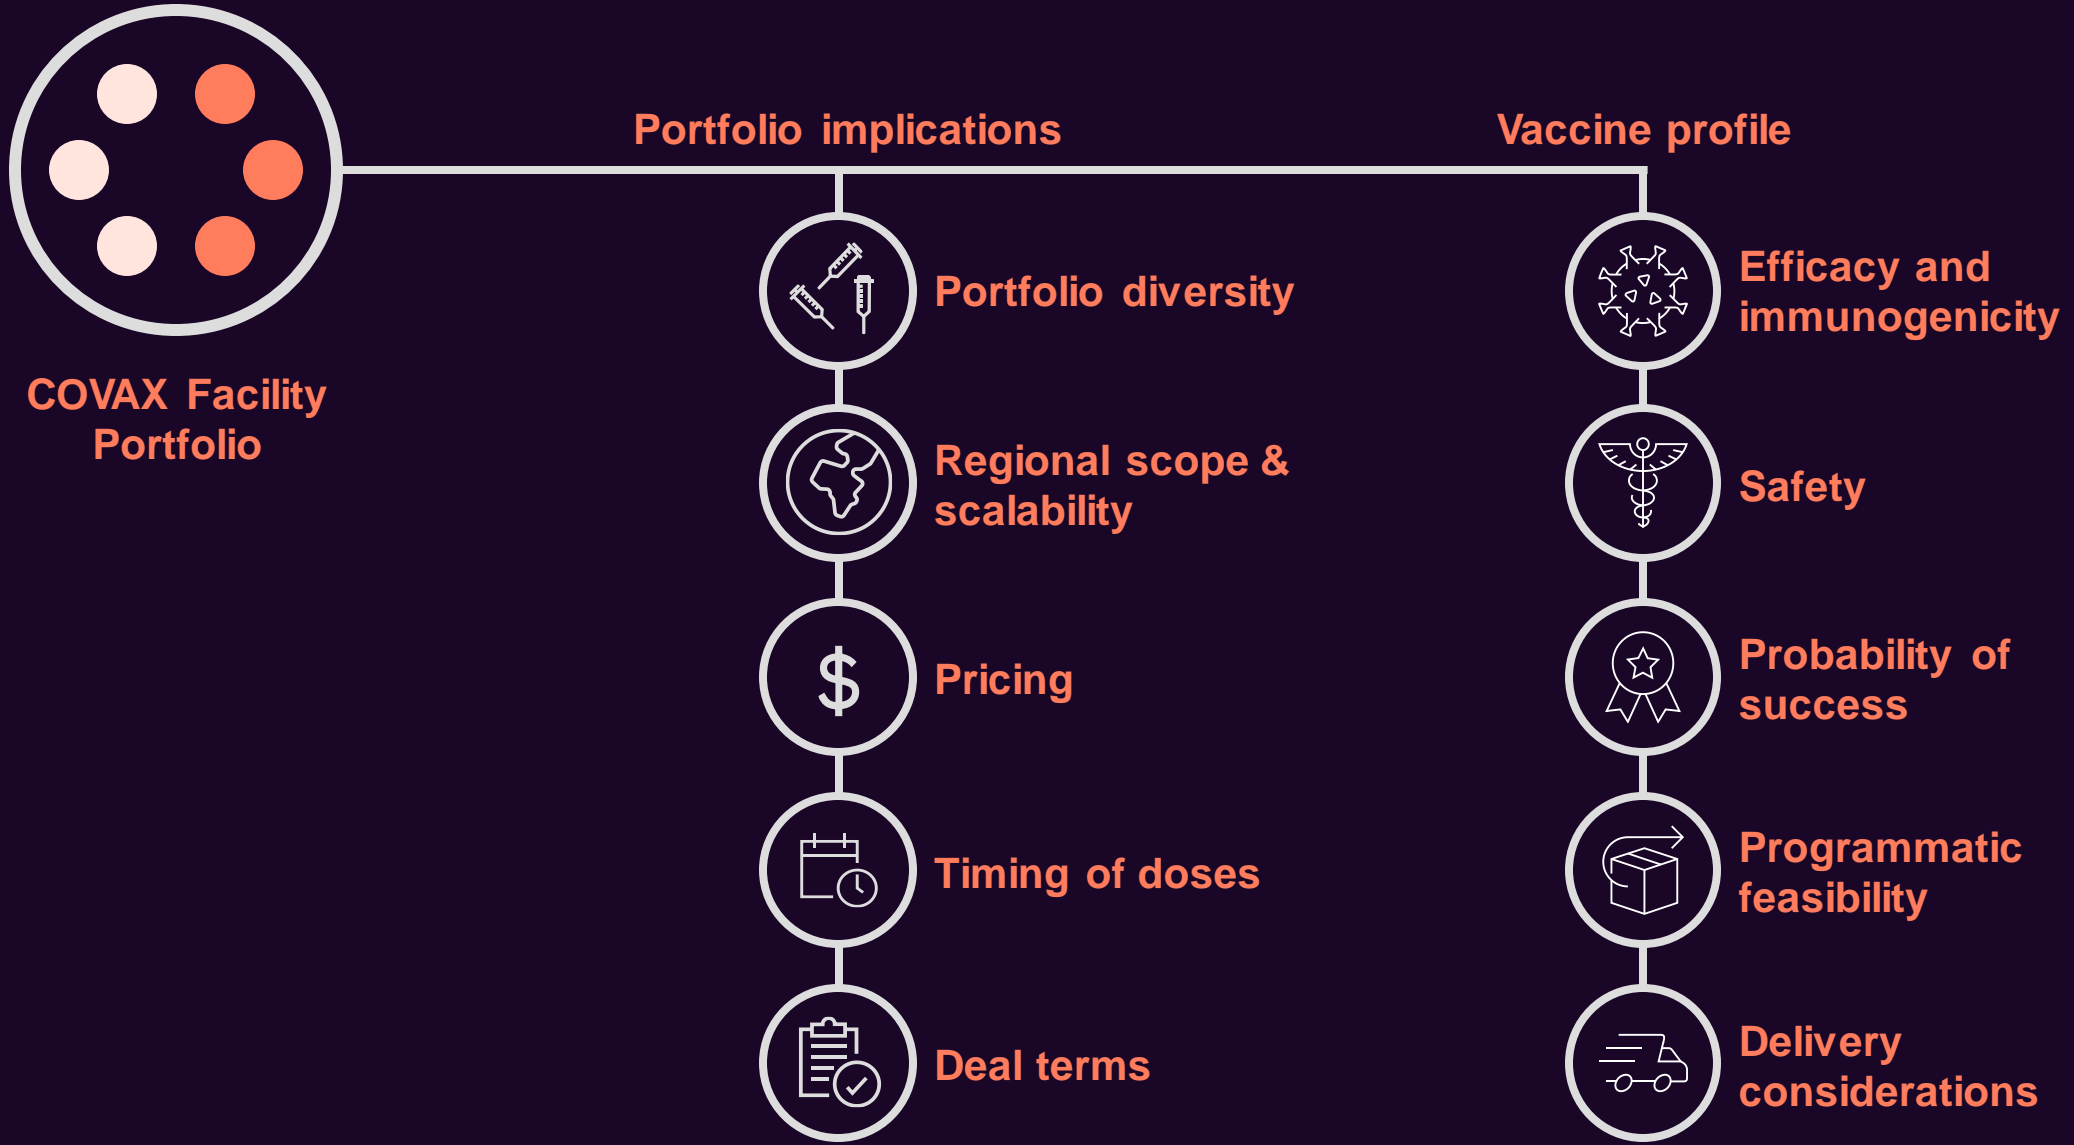 COVAX Facility
Portfolio
Portfolio implications
Portfolio diversity
Regional scope &
scalability
$
Pricing
Timing of doses
Deal terms
Vaccine profile
Efficacy and
immunogenicity
Safety
Probability of
success
Programmatic
feasibility
Delivery
considerations